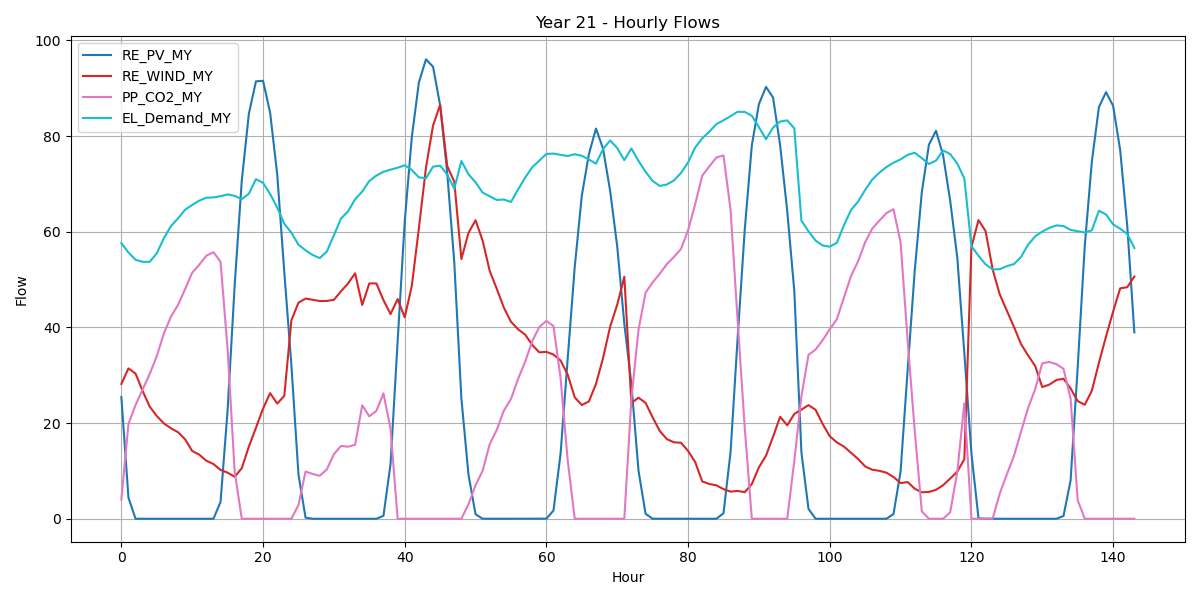 Year 21 - Hourly Flows
RE_PV_MY
RE_WIND_MY
PP_CO2_MY
EL_Demand_MY
Flow
100
80
60
40
20
0
0 20 40 60 80 100 120 140
Hour